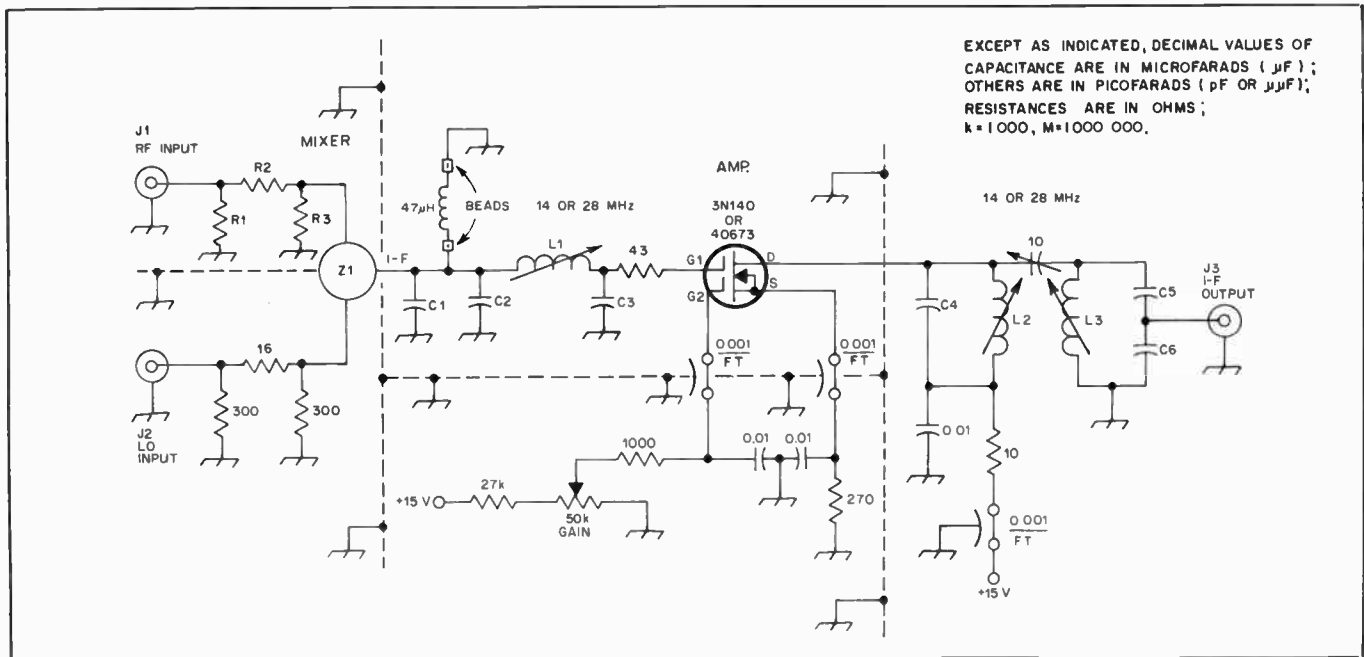 EXCEPT AS INDICATED, DECIMAL VALUES OF
CAPACITANCE ARE IN MICROFARADS ( µF ) ;
OTHERS ARE IN PICOFARADS ( pF OR µµF);
RESISTANCES ARE IN OHMS ;
k=1000, M=1000 000.
J1
RF INPUT
MIXER
R2
R1
R3
Z1
I-F
J2
LO
INPUT
16
300
300
47µH
BEADS
14 OR 28 MHz
L1
43
C1
C2
C3
AMP.
3N140
OR
40673
G1
G2
D
S
0.001
FT
0.001
FT
1000
0.01
0.01
270
+15 V
27k
50k
GAIN
14 OR 28 MHz
10
C4
L2
L3
C5
C6
J3
I-F
OUTPUT
0 01
10
0 001
FT
+15 V